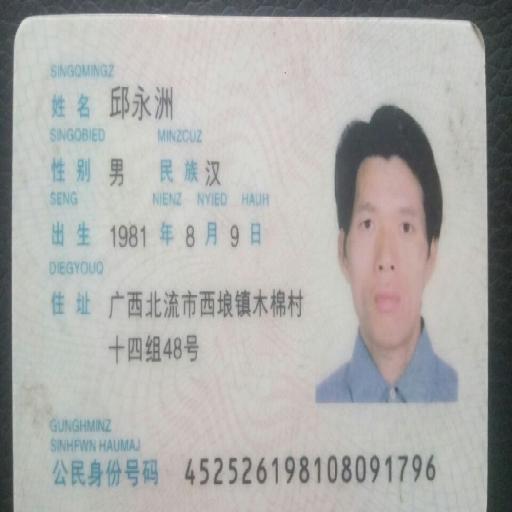 SINGQMINGZ
姓名 邱永洲
SINGQBIED MINZCUZ
性别 男 民族 汉
SENG NIENZ NYIED HAUH
出生 1981 年 8 月 9 日
DIEGYOUQ
住址 广西北流市西埌镇木棉村
十四组48号
GUNGHMINZ
SINHFWN HAUMAJ
公民身份号码 452526198108091796